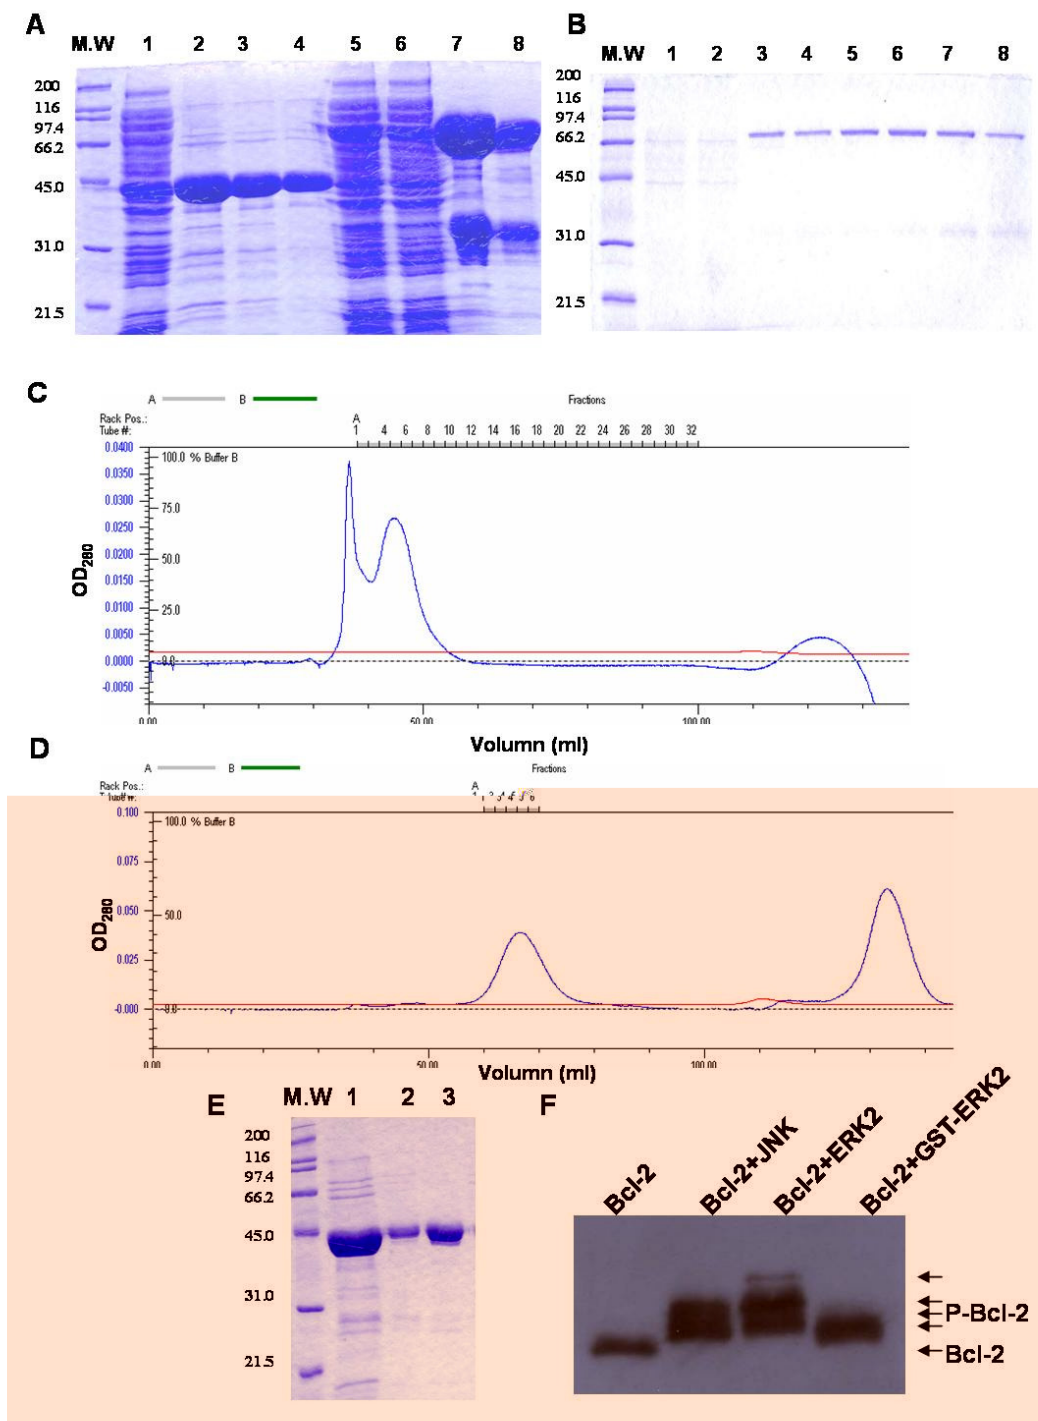 A
M.W 1 2 3 4 5 6 7 8
200
116
97.4
66.2
45.0
31.0
21.5
B
M.W 1 2 3 4 5 6 7 8
200
116
97.4
66.2
45.0
31.0
21.5
C
A B Fractions
Rack Pos.: A
Tube #: 1 4 6 8 10 12 14 16 18 20 22 24 26 28 30 32
0.0400 100.0 % Buffer B
0.0350
0.0300 75.0
0.0250
0.0200 50.0
0.0150
0.0100 25.0
0.0050
0.0000 0.0
-0.0050
OD280
0.00 50.00 100.00
Volumn (ml)
D
A B Fractions
Rack Pos.: A
0.100 100.0 % Buffer B
0.075
0.050 50.0
0.025
-0.000 0.0
OD280
0.00 50.00 100.00
Volumn (ml)
E
M.W 1 2 3
200
116
97.4
66.2
45.0
31.0
21.5
F
Bcl-2
Bcl-2+JNK
Bcl-2+ERK2
Bcl-2+GST-ERK2
P-Bcl-2
Bcl-2